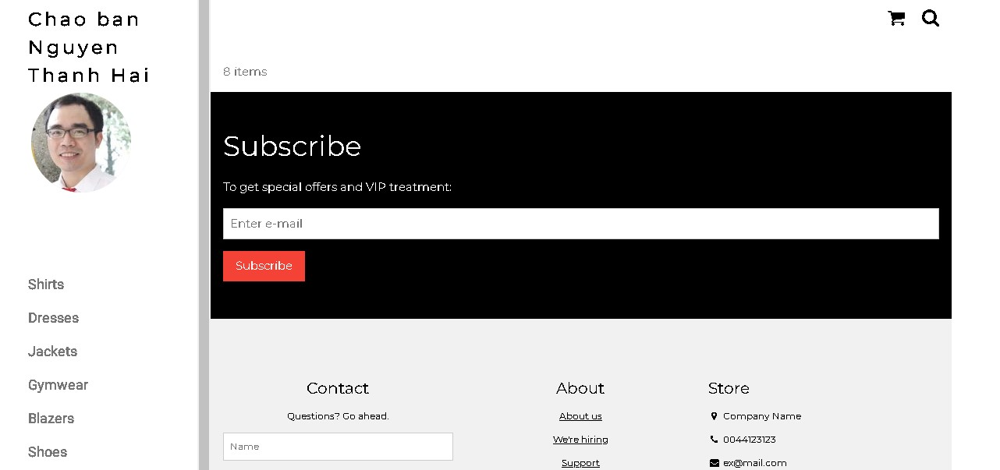 Chao ban
Nguyen
Thanh Hai
Shirts
Dresses
Jackets
Gymwear
Blazers
Shoes
8 items
Subscribe
To get special offers and VIP treatment:
Enter e-mail
Subscribe
Contact
Questions? Go ahead.
Name
About
About us
We're hiring
Support
Store
Company Name
0044123123
ex@mail.com